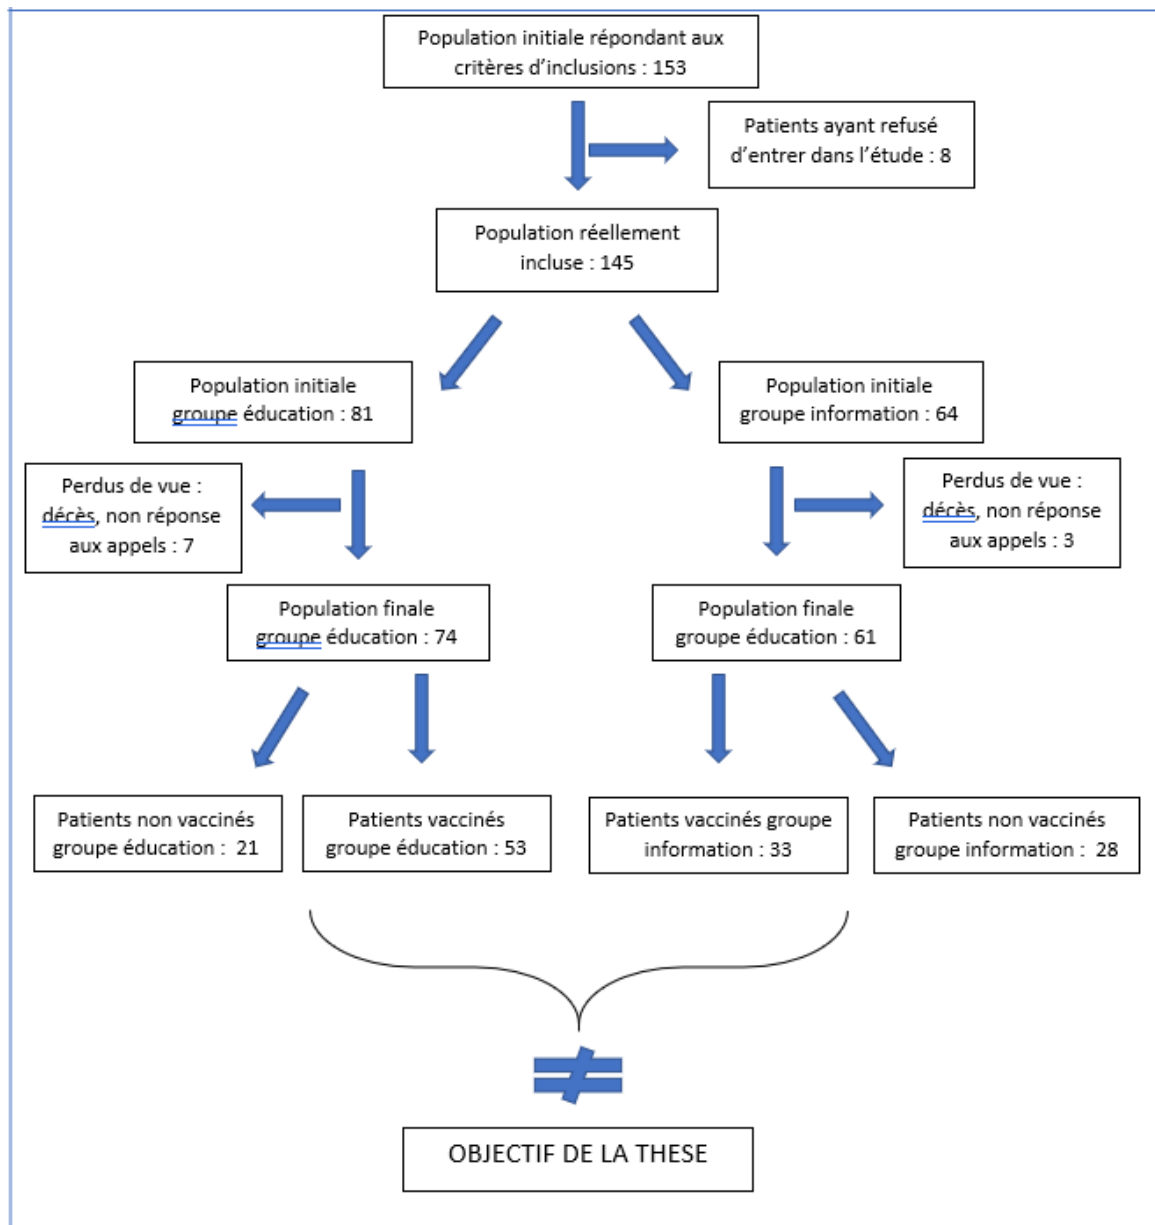 Population initiale répondant aux
critères d’inclusions : 153
Patients ayant refusé
d’entrer dans l’étude : 8
Population réellement
incluse : 145
Population initiale
groupe éducation : 81
Population initiale
groupe information : 64
Perdus de vue :
décès, non réponse
aux appels : 7
Perdus de vue :
décès, non réponse
aux appels : 3
Population finale
groupe éducation : 74
Population finale
groupe éducation : 61
Patients non vaccinés
groupe éducation : 21
Patients vaccinés
groupe éducation : 53
Patients vaccinés groupe
information : 33
Patients non vaccinés
groupe information : 28
OBJECTIF DE LA THESE